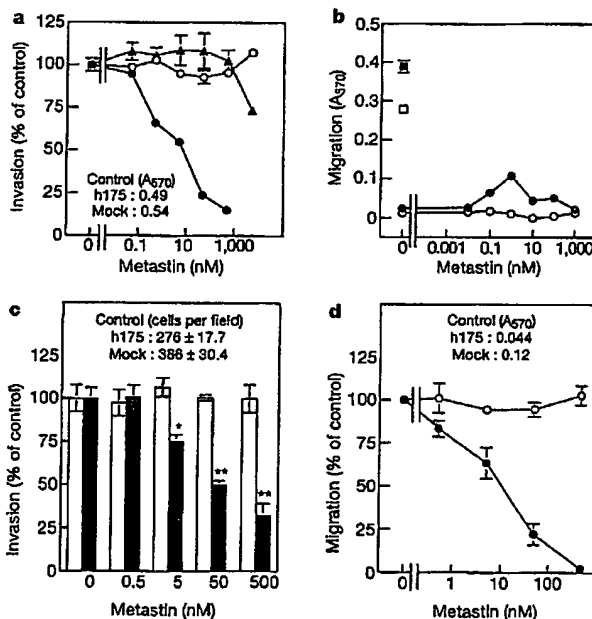 a
Invasion (% of control)
125
100
75
50
25
0
Control (A570)
h175 : 0.49
Mock : 0.54
0 0.1 10 1,000
Metastin (nM)
b
Migration (A570)
0.5
0.4
0.3
0.2
0.1
0
0 0.001 0.1 10 1,000
Metastin (nM)
c
Invasion (% of control)
Control (cells per field)
h175 : 276 ± 17.7
Mock : 386 ± 30.4
125
100
75
50
25
0
*
**
**
0 0.5 5 50 500
Metastin (nM)
d
Migration (% of control)
Control (A570)
h175 : 0.044
Mock : 0.12
125
100
75
50
25
0
0 1 10 100
Metastin (nM)